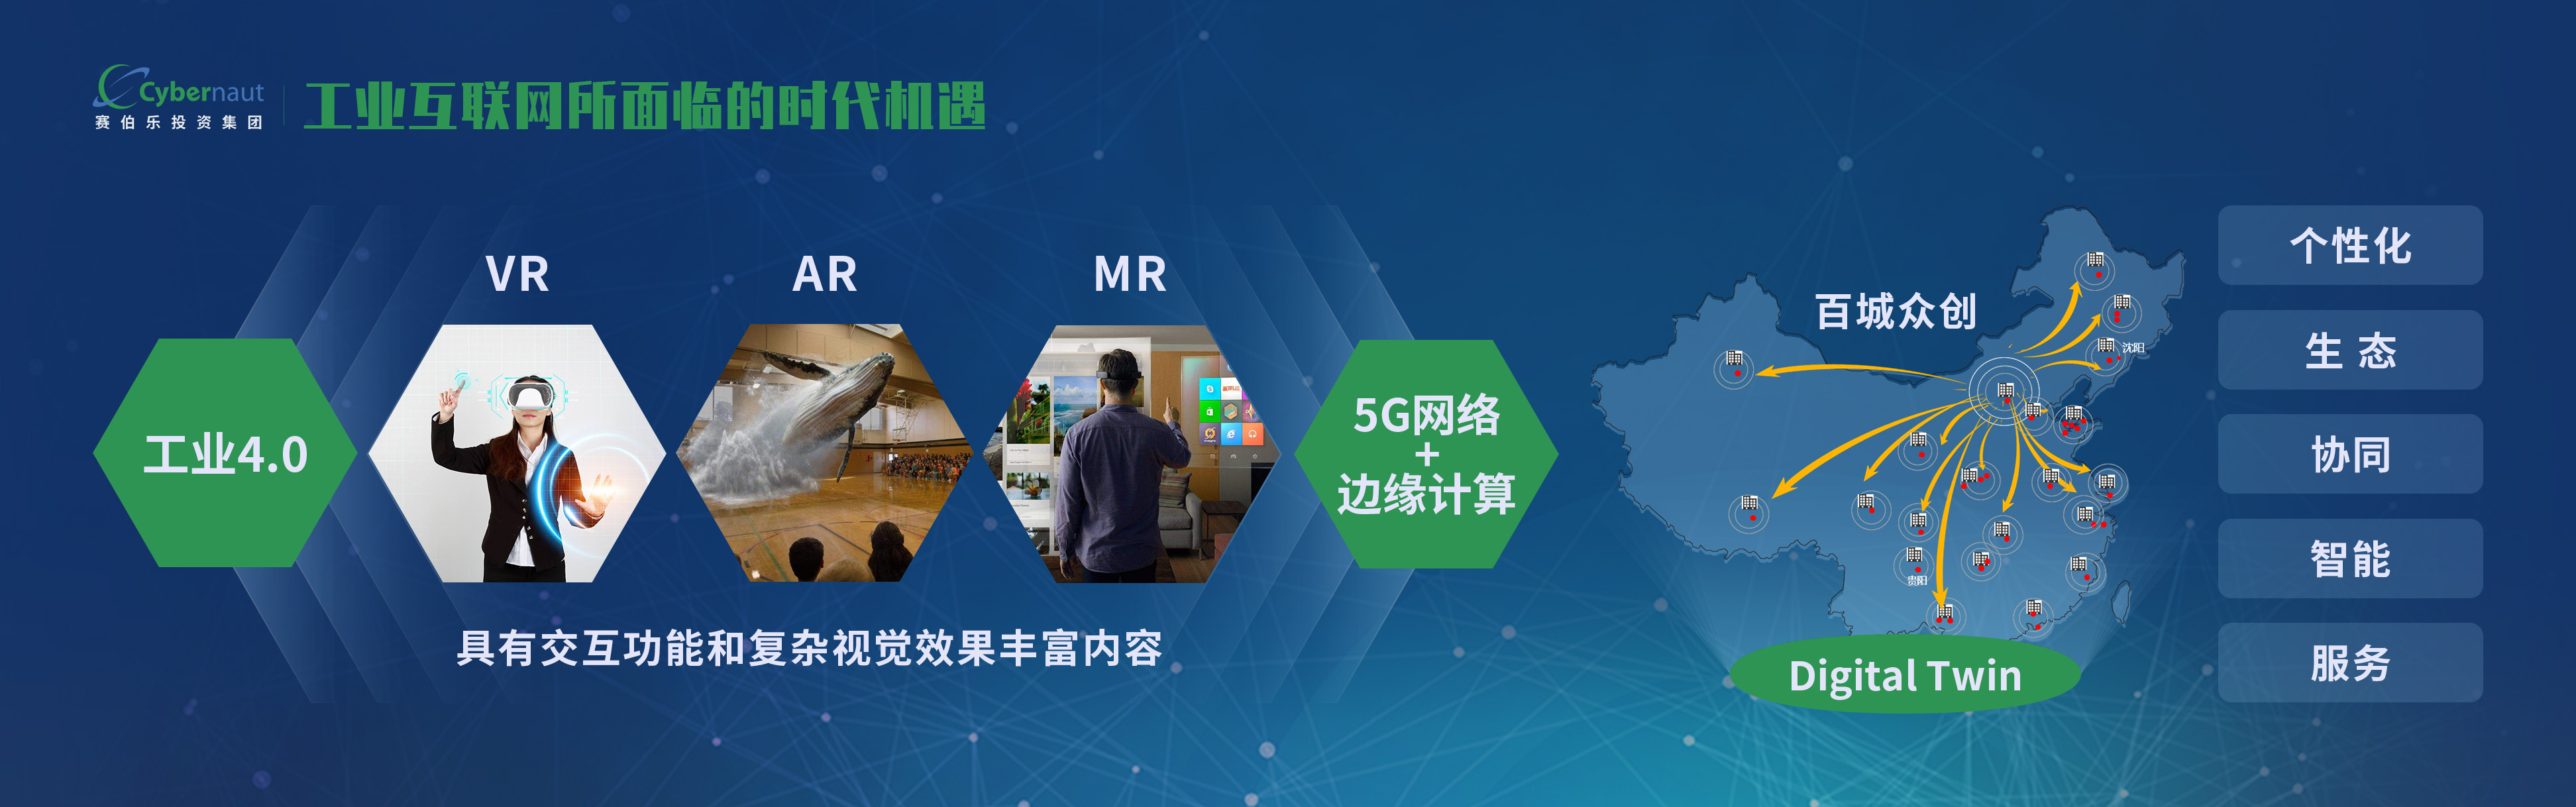 Cybernaut
赛伯乐投资集团
工业互联网所面临的时代机遇
工业4.0
VR
AR
MR
具有交互功能和复杂视觉效果丰富内容
5G网络
+
边缘计算
百城众创
沈阳
贵阳
Digital Twin
个性化
生 态
协同
智能
服务